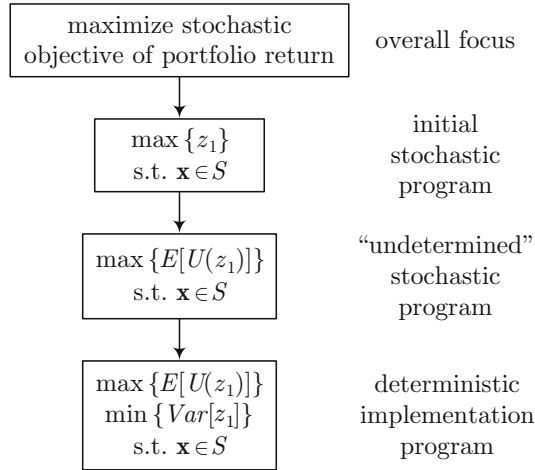 maximize stochastic
objective of portfolio return
overall focus
max {z₁}
s.t. x ∈ S
initial
stochastic
program
max {E[U(z₁)]}
s.t. x ∈ S
“undetermined”
stochastic
program
max {E[U(z₁)]}
min {Var[z₁]}
s.t. x ∈ S
deterministic
implementation
program